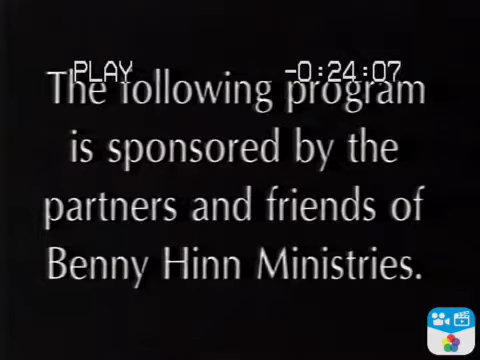 PLAY -0:24:07
The following program
is sponsored by the
partners and friends of
Benny Hinn Ministries.